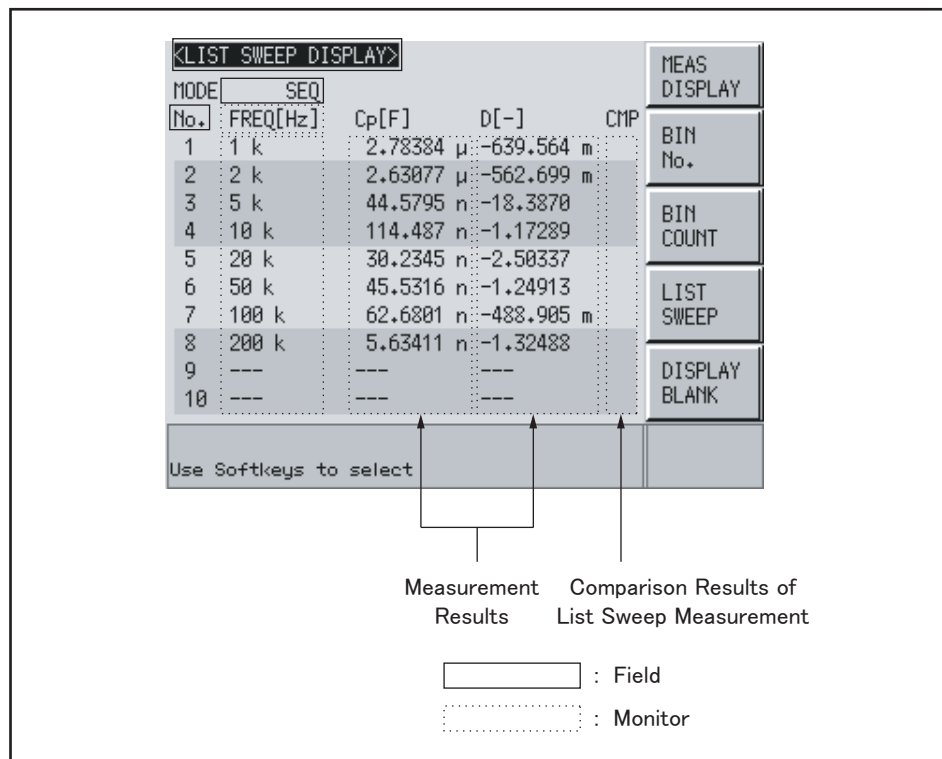 <LIST SWEEP DISPLAY>
MODE SEQ
No. FREQ[Hz] Cp[F] D[-] CMP
1 1 k 2.78384 μ -639.564 m
2 2 k 2.63077 μ -562.699 m
3 5 k 44.5795 n -18.3870
4 10 k 114.487 n -1.17289
5 20 k 30.2345 n -2.50337
6 50 k 45.5316 n -1.24913
7 100 k 62.6801 n -488.905 m
8 200 k 5.63411 n -1.32488
9 --- --- ---
10 --- --- ---
MEAS
DISPLAY
BIN
No.
BIN
COUNT
LIST
SWEEP
DISPLAY
BLANK
Use Softkeys to select
Measurement
Results
Comparison Results of
List Sweep Measurement
: Field
: Monitor